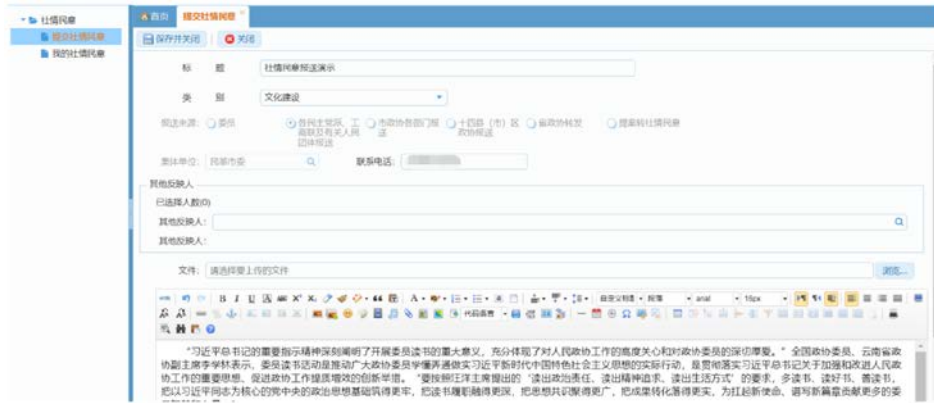 社情民意
提交社情民意
我的社情民意
首页 提交社情民意
保存并关闭 关闭
标 题 社情民意报送演示
类 别 文化建设
报送来源: 委员 各民主党派、工商联及有关人民团体报送 市政协各部门报送 十四县(市)区政协报送 省政协转发 提案转社情民意
集体单位: 民革市委 联系电话:
其他反映人
已选择人数(0)
其他反映人:
其他反映人:
文件: 请选择要上传的文件 浏览...
自定义标题 段落 arial 16px
代码语言
“习近平总书记的重要指示精神深刻阐明了开展委员读书的重大意义,充分体现了对人民政协工作的高度关心和对政协委员的深切厚爱。”全国政协委员、云南省政
协副主席李学林表示,委员读书活动是推动广大政协委员学懂弄通做实习近平新时代中国特色社会主义思想的实际行动,是贯彻落实习近平总书记关于加强和改进人民政
协工作的重要思想、促进政协工作提质增效的创新举措。“要按照汪洋主席提出的‘读出政治责任、读出精神追求、读出生活方式’的要求,多读书、读好书、善读书,
把以习近平同志为核心的党中央的政治思想基础筑得更牢,把读书履职融得更深,把思想共识聚得更广,把成果转化落得更实,为扛起新使命、谱写新篇章贡献更多的委